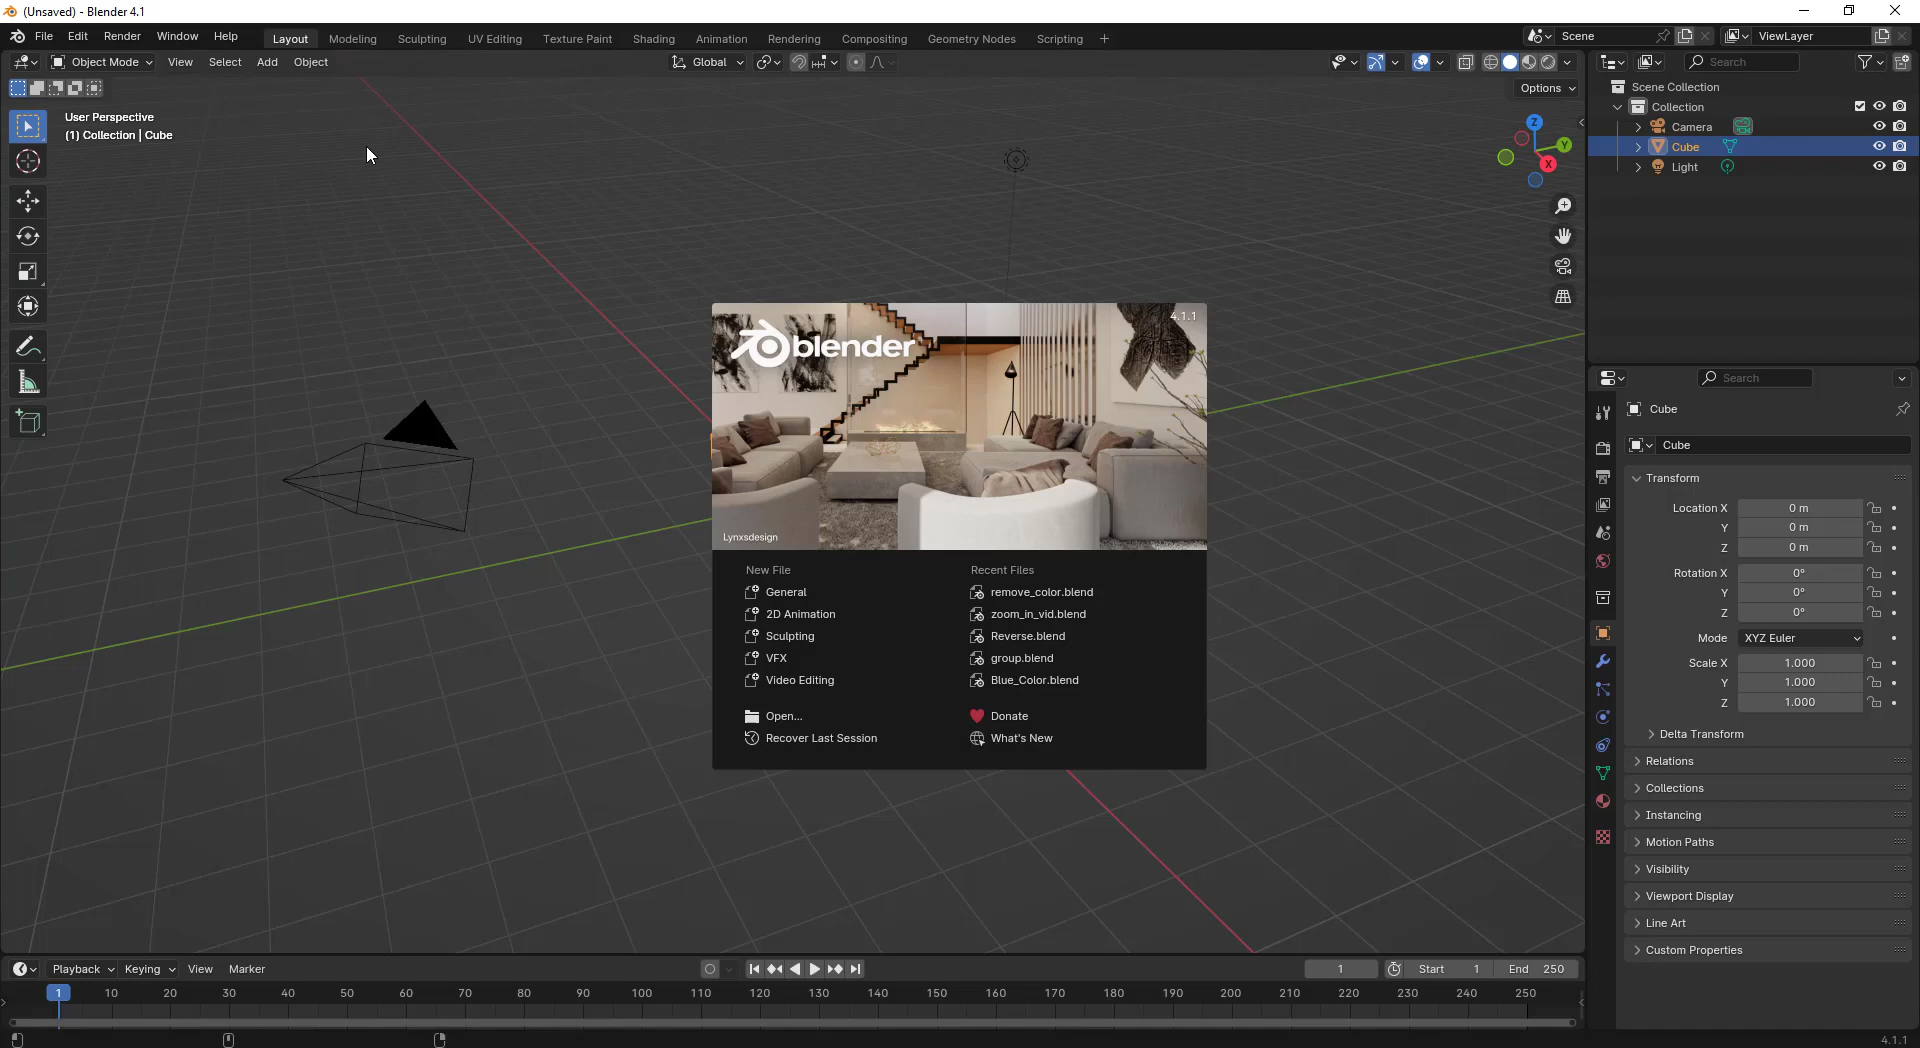 (Unsaved) - Blender 4.1
File Edit Render Window Help
Layout Modeling Sculpting UV Editing Texture Paint Shading Animation Rendering Compositing Geometry Nodes Scripting +
Scene
ViewLayer
Object Mode View Select Add Object
Global
Options
User Perspective
(1) Collection | Cube
Z
Y
X
Search
Scene Collection
Collection
Camera
Cube
Light
4.1.1
blender
Lynxsdesign
New File
General
2D Animation
Sculpting
VFX
Video Editing
Open...
Recover Last Session
Recent Files
remove_color.blend
zoom_in_vid.blend
Reverse.blend
group.blend
Blue_Color.blend
Donate
What's New
Search
Cube
Cube
Transform
Location X 0 m
Y 0 m
Z 0 m
Rotation X 0°
Y 0°
Z 0°
Mode XYZ Euler
Scale X 1.000
Y 1.000
Z 1.000
Delta Transform
Relations
Collections
Instancing
Motion Paths
Visibility
Viewport Display
Line Art
Custom Properties
Playback Keying View Marker
1 Start 1 End 250
1 10 20 30 40 50 60 70 80 90 100 110 120 130 140 150 160 170 180 190 200 210 220 230 240 250
4.1.1